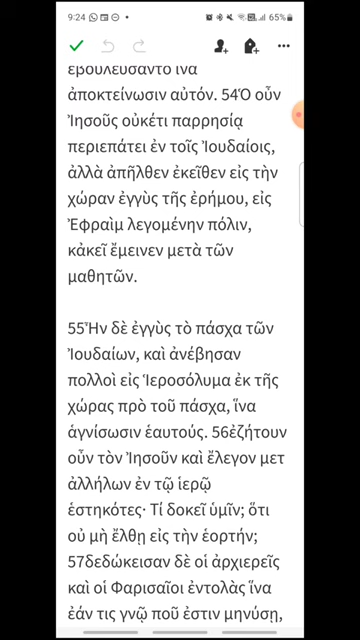 9:24 65%
ἐβουλεύσαντο ἵνα
ἀποκτείνωσιν αὐτόν. 54Ὁ οὖν
Ἰησοῦς οὐκέτι παρρησίᾳ
περιεπάτει ἐν τοῖς Ἰουδαίοις,
ἀλλὰ ἀπῆλθεν ἐκεῖθεν εἰς τὴν
χώραν ἐγγὺς τῆς ἐρήμου, εἰς
Ἐφραὶμ λεγομένην πόλιν,
κἀκεῖ ἔμεινεν μετὰ τῶν
μαθητῶν.
55Ἦν δὲ ἐγγὺς τὸ πάσχα τῶν
Ἰουδαίων, καὶ ἀνέβησαν
πολλοὶ εἰς Ἱεροσόλυμα ἐκ τῆς
χώρας πρὸ τοῦ πάσχα, ἵνα
ἁγνίσωσιν ἑαυτούς. 56ἐζήτουν
οὖν τὸν Ἰησοῦν καὶ ἔλεγον μετ
ἀλλήλων ἐν τῷ ἱερῷ
ἑστηκότες· Τί δοκεῖ ὑμῖν; ὅτι
οὐ μὴ ἔλθῃ εἰς τὴν ἑορτήν;
57δεδώκεισαν δὲ οἱ ἀρχιερεῖς
καὶ οἱ Φαρισαῖοι ἐντολὰς ἵνα
ἐάν τις γνῷ ποῦ ἐστιν μηνύσῃ,